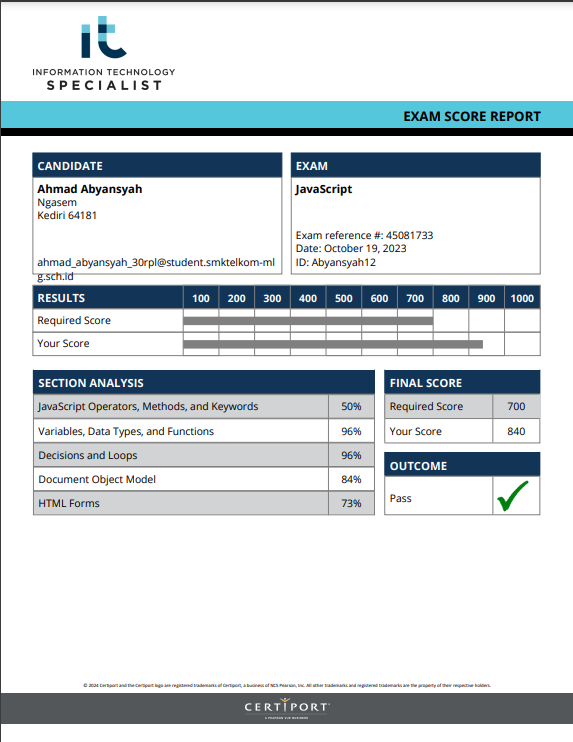 it
INFORMATION TECHNOLOGY
SPECIALIST
EXAM SCORE REPORT
CANDIDATE
Ahmad Abyansyah
Ngasem
Kediri 64181
ahmad_abyansyah_30rpl@student.smktelkom-ml
g.sch.id
EXAM
JavaScript
Exam reference #: 45081733
Date: October 19, 2023
ID: Abyansyah12
RESULTS 100 200 300 400 500 600 700 800 900 1000
Required Score
Your Score
SECTION ANALYSIS
JavaScript Operators, Methods, and Keywords 50%
Variables, Data Types, and Functions 96%
Decisions and Loops 96%
Document Object Model 84%
HTML Forms 73%
FINAL SCORE
Required Score 700
Your Score 840
OUTCOME
Pass
© 2024 Certiport and the Certiport logo are registered trademarks of Certiport, a business of NCS Pearson, Inc. All other trademarks and registered trademarks are the property of their respective holders.
CERTIPORT
A PEARSON VUE BUSINESS